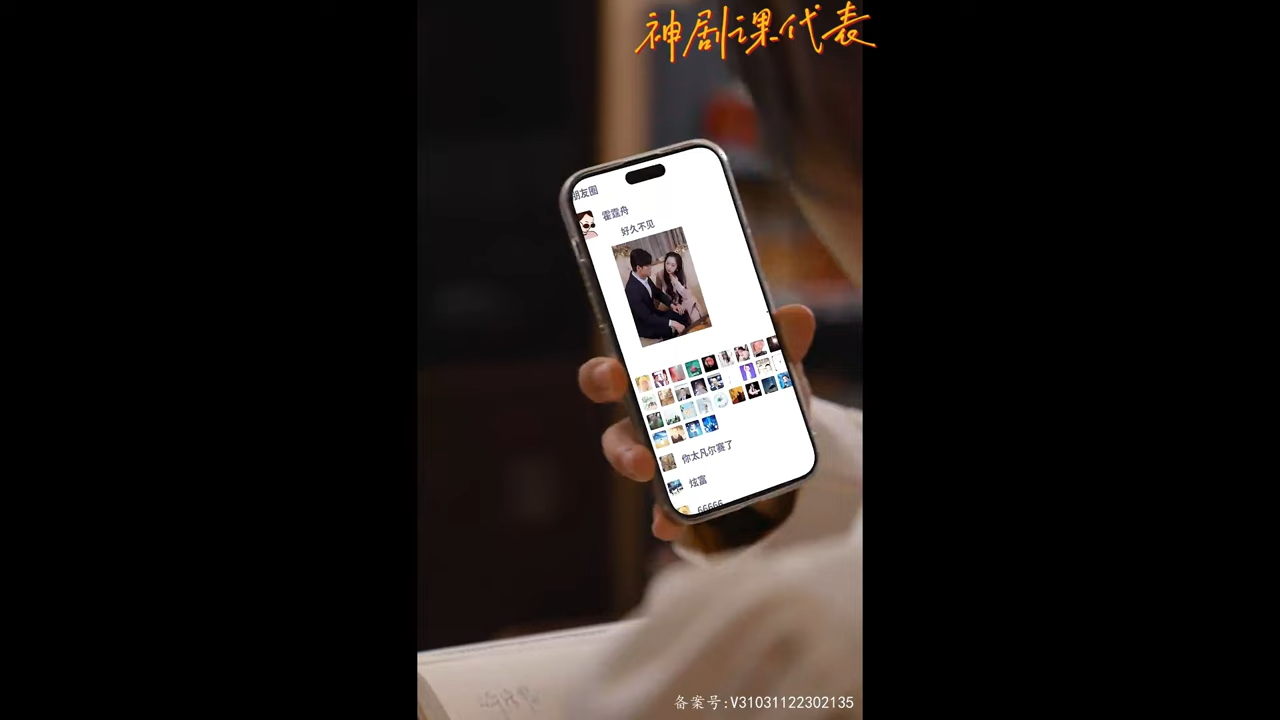 神剧课代表
朋友圈
霍霆舟
好久不见
你太凡尔赛了
炫富
66666
备案号:V31031122302135